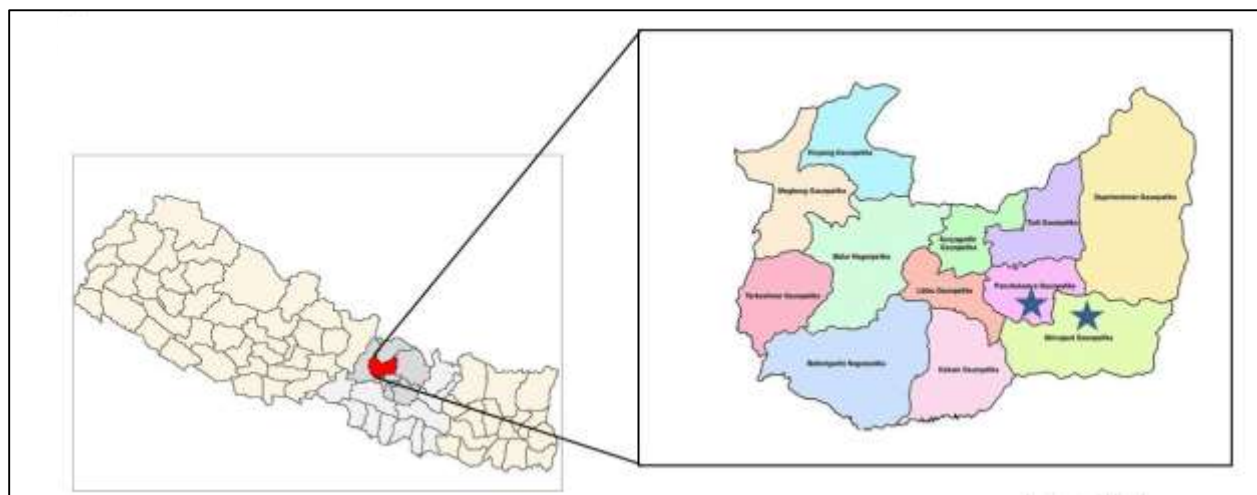 Kispang Gaunpalika
Meghang Gaunpalika
Dupcheshwar Gaunpalika
Tadi Gaunpalika
Suryagadhi
Gaunpalika
Bidur Nagarpalika
Panchakanya Gaunpalika
Likhu Gaunpalika
Tarkeshwar Gaunpalika
Shivapuri Gaunpalika
Belkotgadhi Nagarpalika
Kakani Gaunpalika